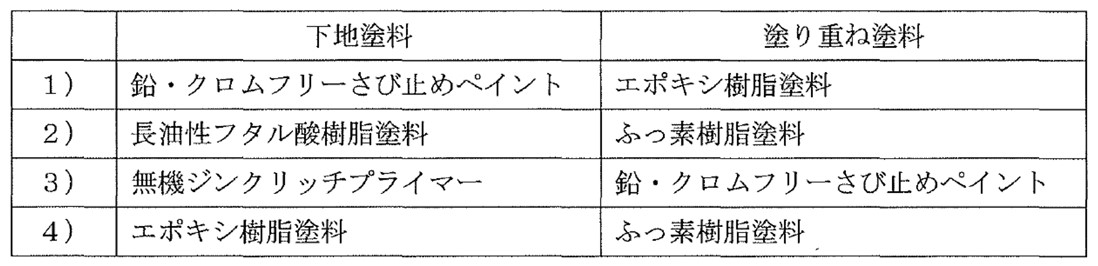 下地塗料 塗り重ね塗料
1） 鉛・クロムフリーさび止めペイント エポキシ樹脂塗料
2） 長油性フタル酸樹脂塗料 ふっ素樹脂塗料
3） 無機ジンクリッチプライマー 鉛・クロムフリーさび止めペイント
4） エポキシ樹脂塗料 ふっ素樹脂塗料